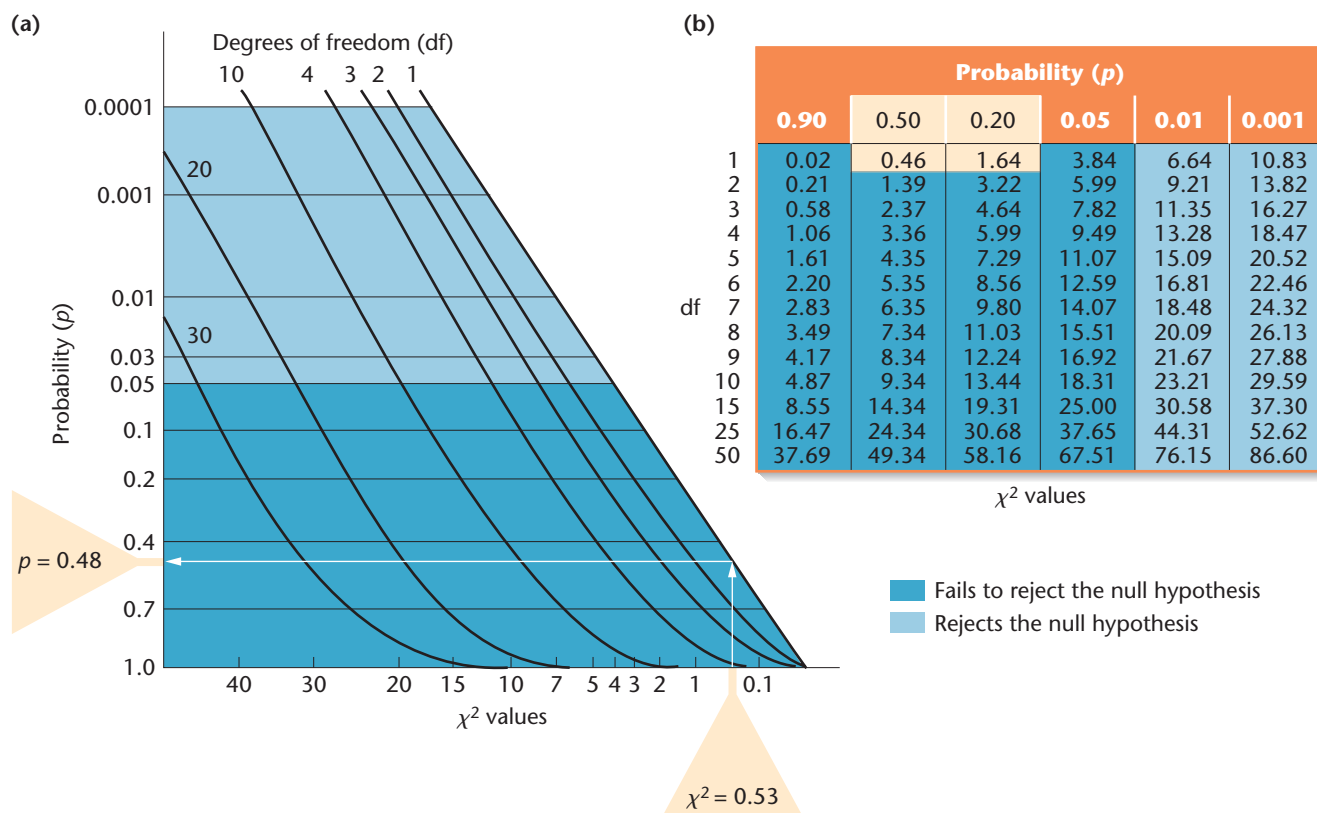 (a)
Degrees of freedom (df)
10 4 3 2 1
20
30
Probability (p)
0.0001
0.001
0.01
0.03
0.05
0.1
0.2
0.4
0.7
1.0
p = 0.48
40 30 20 15 10 7 5 4 3 2 1 0.1
χ² values
χ² = 0.53
(b)
Probability (p)
0.90 0.50 0.20 0.05 0.01 0.001
df
1 0.02 0.46 1.64 3.84 6.64 10.83
2 0.21 1.39 3.22 5.99 9.21 13.82
3 0.58 2.37 4.64 7.82 11.35 16.27
4 1.06 3.36 5.99 9.49 13.28 18.47
5 1.61 4.35 7.29 11.07 15.09 20.52
6 2.20 5.35 8.56 12.59 16.81 22.46
7 2.83 6.35 9.80 14.07 18.48 24.32
8 3.49 7.34 11.03 15.51 20.09 26.13
9 4.17 8.34 12.24 16.92 21.67 27.88
10 4.87 9.34 13.44 18.31 23.21 29.59
15 8.55 14.34 19.31 25.00 30.58 37.30
25 16.47 24.34 30.68 37.65 44.31 52.62
50 37.69 49.34 58.16 67.51 76.15 86.60
χ² values
Fails to reject the null hypothesis
Rejects the null hypothesis